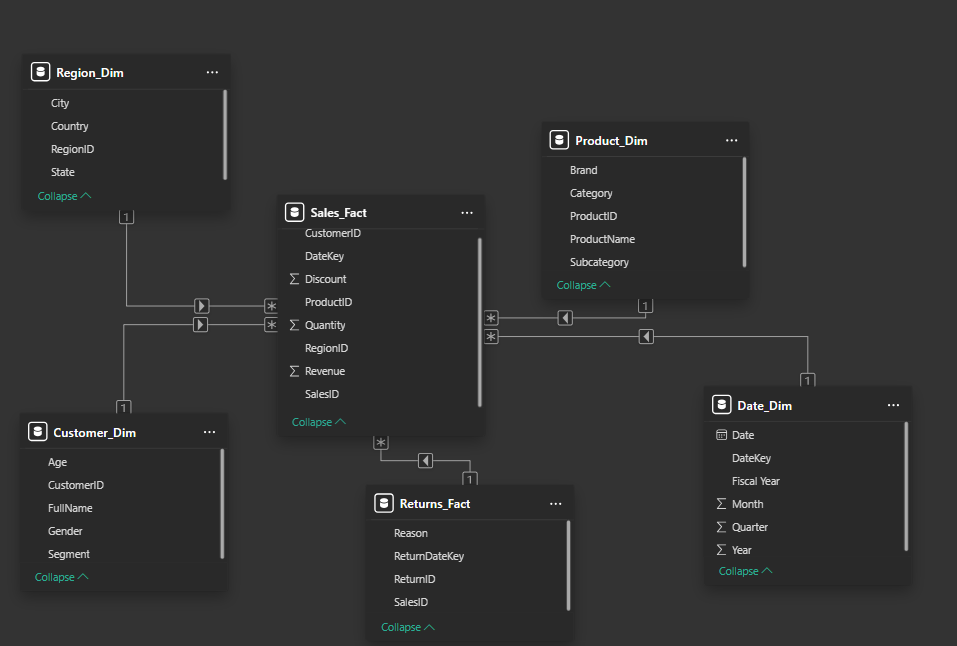 Region_Dim
City
Country
RegionID
State
Collapse
1
Product_Dim
Brand
Category
ProductID
ProductName
Subcategory
Collapse
1
Sales_Fact
CustomerID
DateKey
Σ Discount
ProductID
Σ Quantity
RegionID
Σ Revenue
SalesID
Collapse
*
*
*
*
*
Customer_Dim
1
Age
CustomerID
FullName
Gender
Segment
Collapse
Returns_Fact
1
Reason
ReturnDateKey
ReturnID
SalesID
Collapse
1
Date_Dim
Date
DateKey
Fiscal Year
Σ Month
Σ Quarter
Σ Year
Collapse